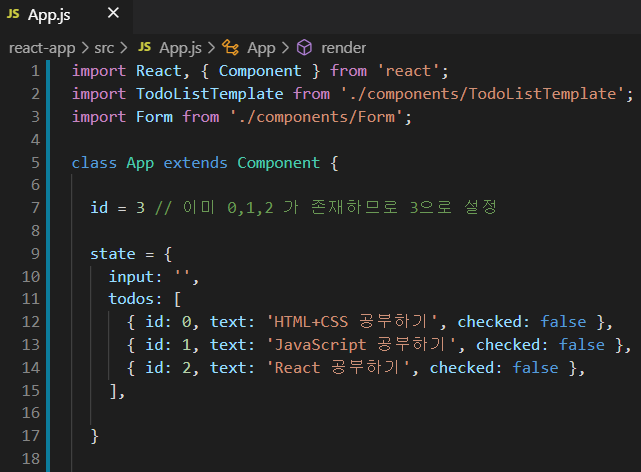 JS App.js ×
react-app > src > JS App.js > App > render
1 import React, { Component } from 'react';
2 import TodoListTemplate from './components/TodoListTemplate';
3 import Form from './components/Form';
4
5 class App extends Component {
6
7 id = 3 // 이미 0,1,2 가 존재하므로 3으로 설정
8
9 state = {
10 input: '',
11 todos: [
12 { id: 0, text: 'HTML+CSS 공부하기', checked: false },
13 { id: 1, text: 'JavaScript 공부하기', checked: false },
14 { id: 2, text: 'React 공부하기', checked: false },
15 ],
16
17 }
18